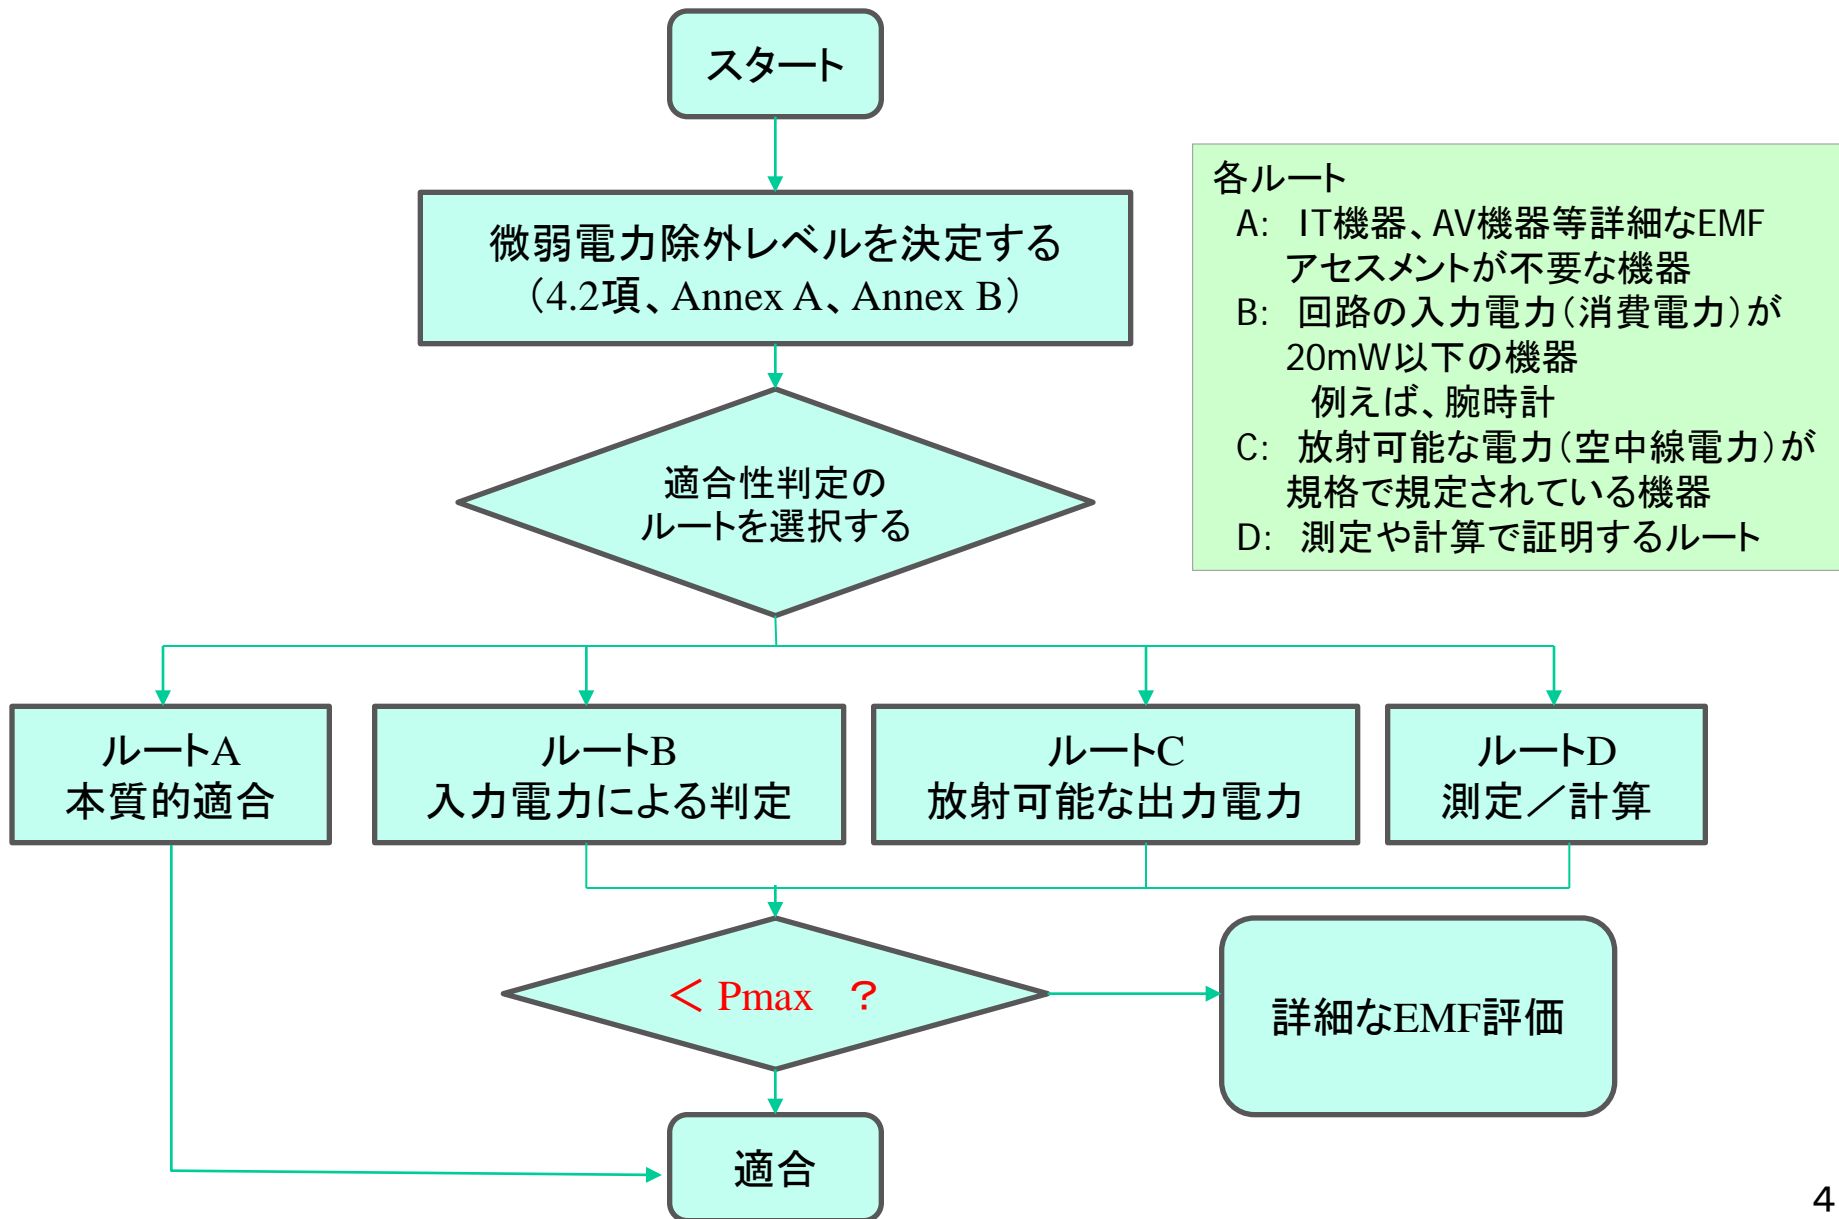 スタート
微弱電力除外レベルを決定する
（4.2項、Annex A、Annex B）
各ルート
A: IT機器、AV機器等詳細なEMF
アセスメントが不要な機器
B: 回路の入力電力（消費電力）が
20mW以下の機器
例えば、腕時計
C: 放射可能な電力（空中線電力）が
規格で規定されている機器
D: 測定や計算で証明するルート
適合性判定の
ルートを選択する
ルートA
本質的適合
ルートB
入力電力による判定
ルートC
放射可能な出力電力
ルートD
測定／計算
＜ Pmax ？
詳細なEMF評価
適合
4